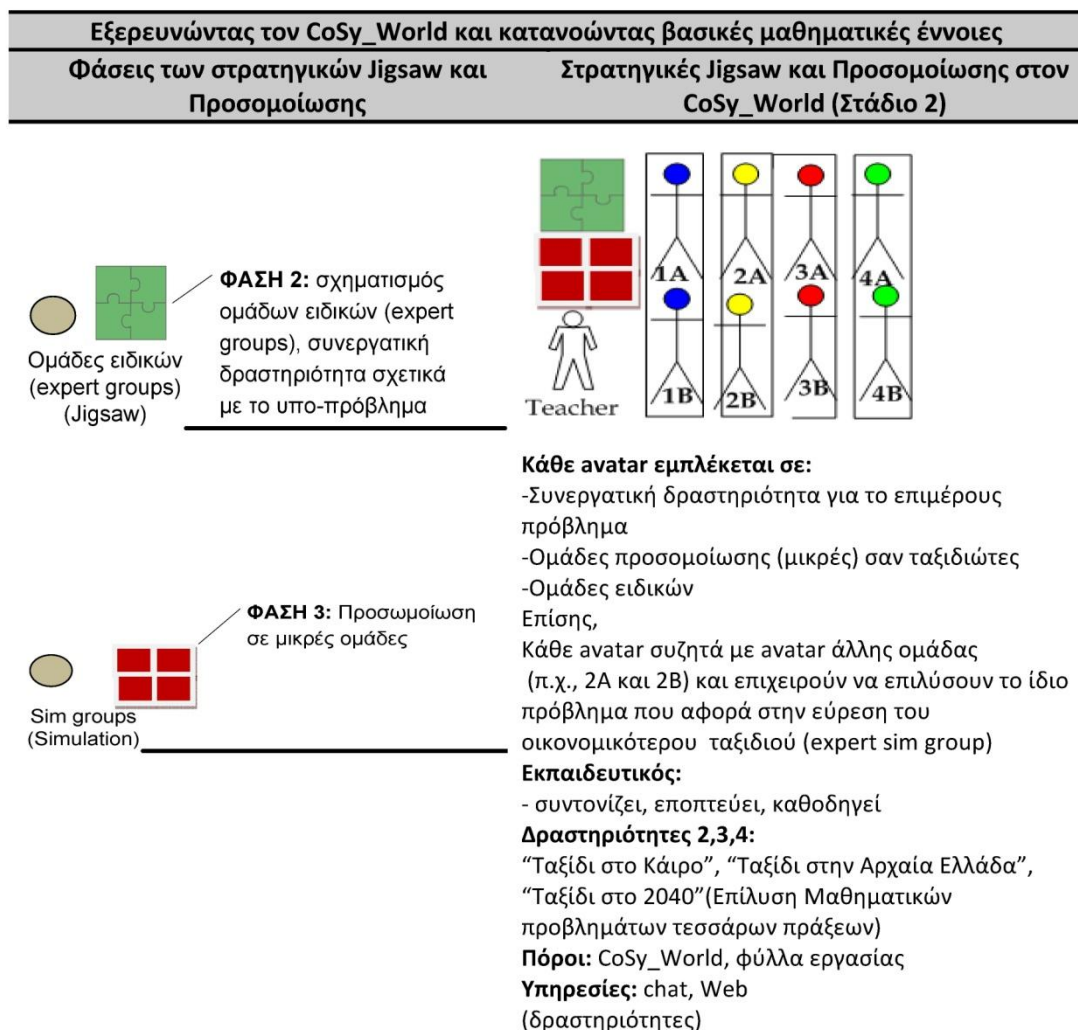 Εξερευνώντας τον CoSy_World και κατανοώντας βασικές μαθηματικές έννοιες
Φάσεις των στρατηγικών Jigsaw και
Προσομοίωσης
Στρατηγικές Jigsaw και Προσομοίωσης στον
CoSy_World (Στάδιο 2)
ΦΑΣΗ 2: σχηματισμός
ομάδων ειδικών (expert
groups), συνεργατική
δραστηριότητα σχετικά
με το υπο-πρόβλημα
Ομάδες ειδικών
(expert groups)
(Jigsaw)
1A
2A
3A
4A
1B
2B
3B
4B
Teacher
ΦΑΣΗ 3: Προσωμοίωση
σε μικρές ομάδες
Sim groups
(Simulation)
Κάθε avatar εμπλέκεται σε:
-Συνεργατική δραστηριότητα για το επιμέρους
πρόβλημα
-Ομάδες προσομοίωσης (μικρές) σαν ταξιδιώτες
-Ομάδες ειδικών
Επίσης,
Κάθε avatar συζητά με avatar άλλης ομάδας
(π.χ., 2Α και 2Β) και επιχειρούν να επιλύσουν το ίδιο
πρόβλημα που αφορά στην εύρεση του
οικονομικότερου ταξιδιού (expert sim group)
Εκπαιδευτικός:
- συντονίζει, εποπτεύει, καθοδηγεί
Δραστηριότητες 2,3,4:
“Ταξίδι στο Κάιρο”, “Ταξίδι στην Αρχαία Ελλάδα”,
“Ταξίδι στο 2040”(Επίλυση Μαθηματικών
προβλημάτων τεσσάρων πράξεων)
Πόροι: CoSy_World, φύλλα εργασίας
Υπηρεσίες: chat, Web
(δραστηριότητες)